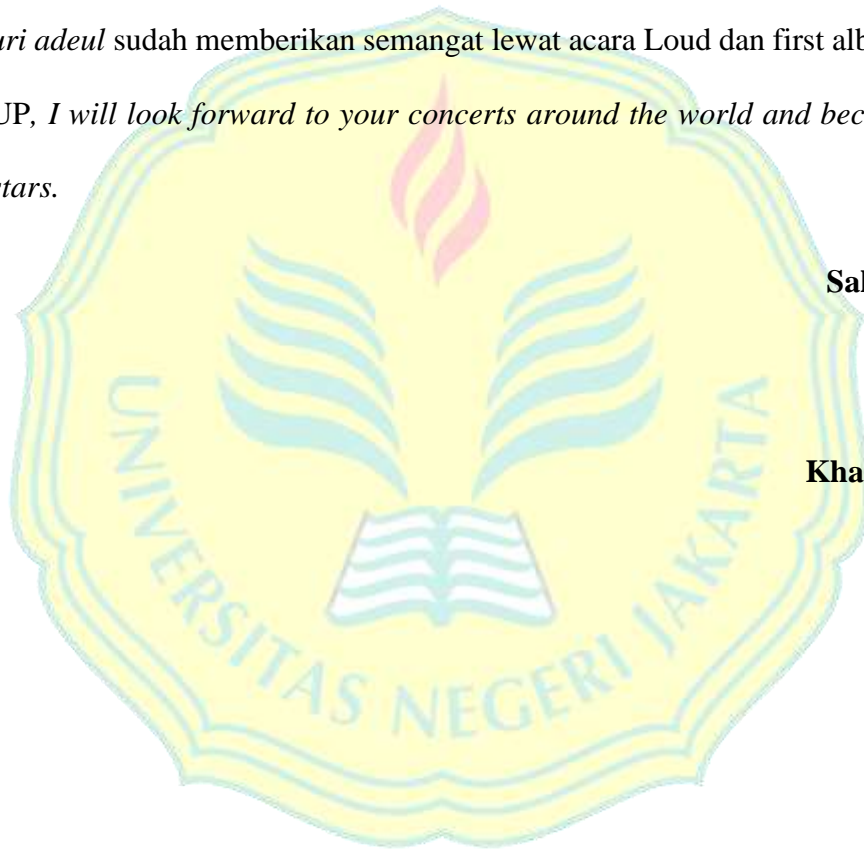 uri adeul sudah memberikan semangat lewat acara Loud dan first alb
UP, I will look forward to your concerts around the world and bec
tars.
Sal
Kha
UNIVERSITAS NEGERI JAKARTA